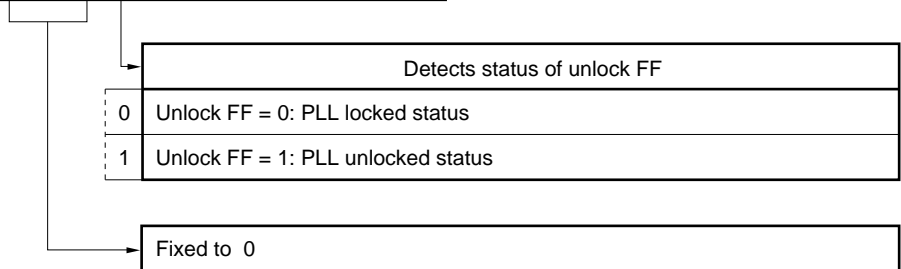 Detects status of unlock FF
0 Unlock FF = 0: PLL locked status
1 Unlock FF = 1: PLL unlocked status
Fixed to 0